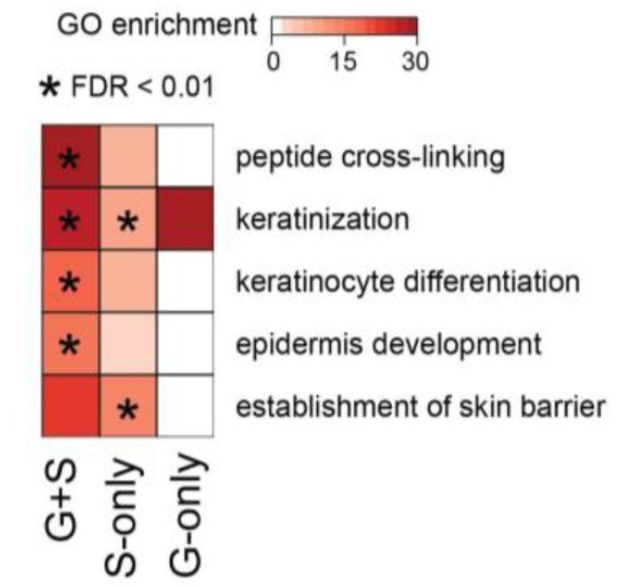 GO enrichment
0 15 30
* FDR < 0.01
* peptide cross-linking
* * keratinization
* keratinocyte differentiation
* epidermis development
* establishment of skin barrier
G+S
S-only
G-only